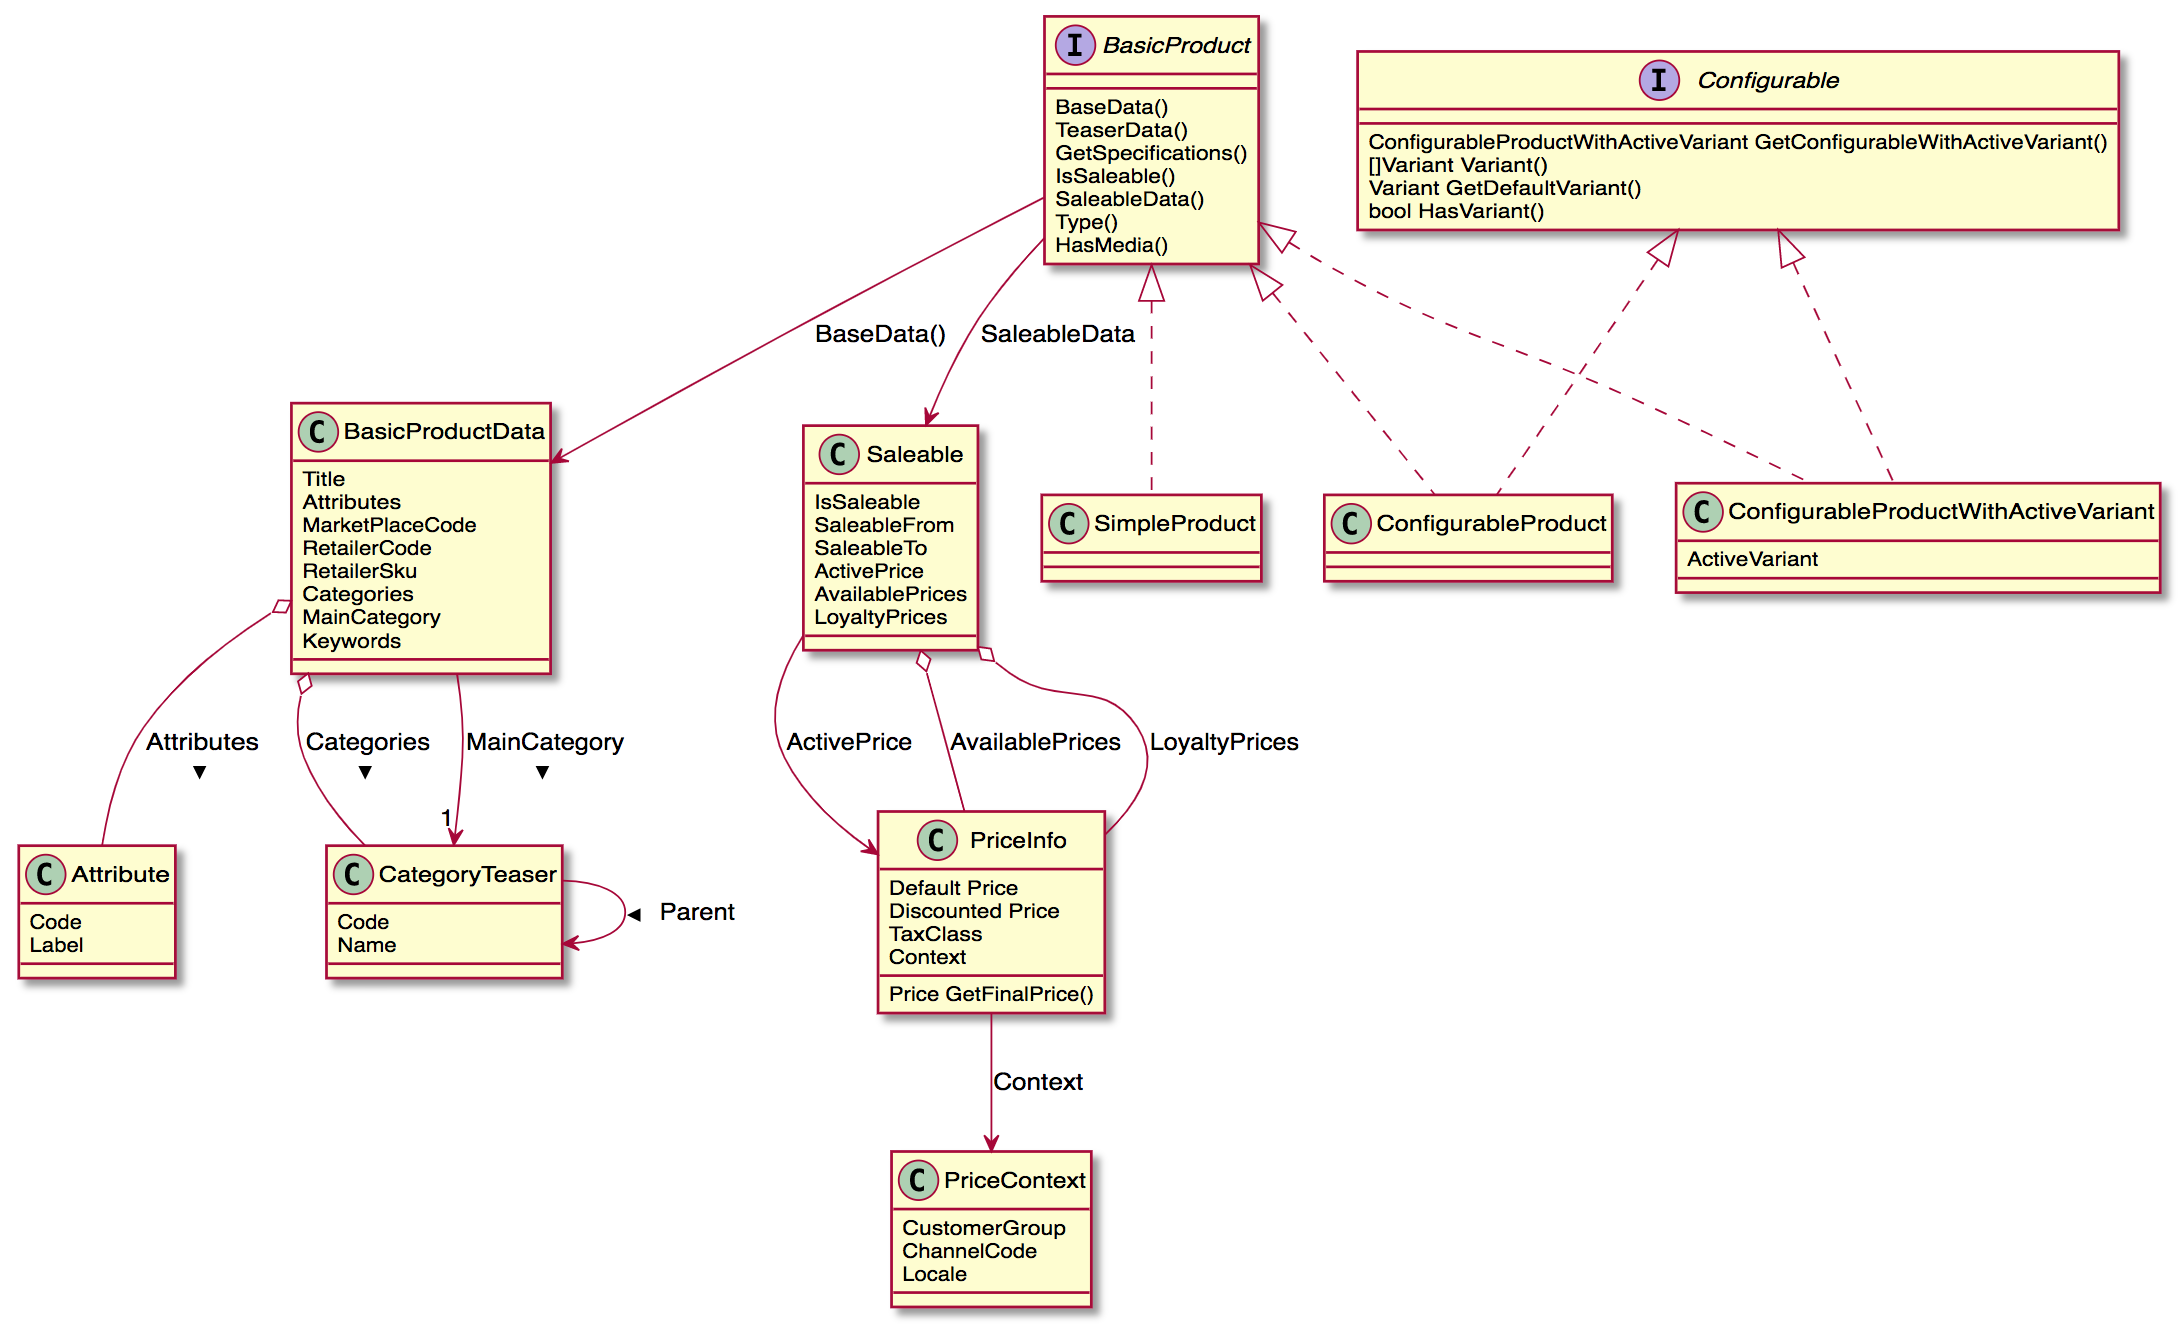 I BasicProduct
BaseData()
TeaserData()
GetSpecifications()
IsSaleable()
SaleableData()
Type()
HasMedia()
I Configurable
ConfigurableProductWithActiveVariant GetConfigurableWithActiveVariant()
[]Variant Variant()
Variant GetDefaultVariant()
bool HasVariant()
BaseData()
SaleableData
C BasicProductData
Title
Attributes
MarketPlaceCode
RetailerCode
RetailerSku
Categories
MainCategory
Keywords
C Saleable
IsSaleable
SaleableFrom
SaleableTo
ActivePrice
AvailablePrices
LoyaltyPrices
C SimpleProduct
C ConfigurableProduct
C ConfigurableProductWithActiveVariant
ActiveVariant
Attributes
Categories
MainCategory
1
ActivePrice
AvailablePrices
LoyaltyPrices
C Attribute
Code
Label
C CategoryTeaser
Code
Name
Parent
C PriceInfo
Default Price
Discounted Price
TaxClass
Context
Price GetFinalPrice()
Context
C PriceContext
CustomerGroup
ChannelCode
Locale